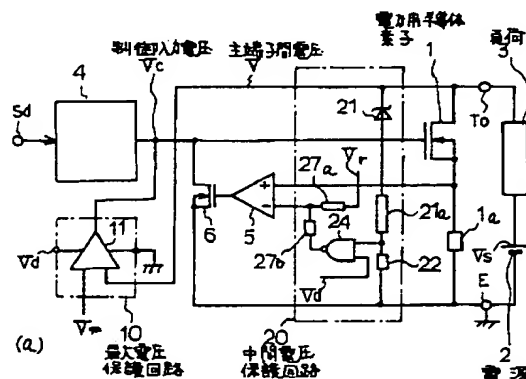 電力用半導体
素子
負荷
3
制御入力電圧
Vc
主端子間電圧
V
1
4
21
To
Sd
27a
Vr
11
6
5
24
21a
1a
27b
22
Vs
Vd
Vd
E
Vm
(a)
10
最大電圧
保護回路
20
中間電圧
保護回路
2
電源
+
−